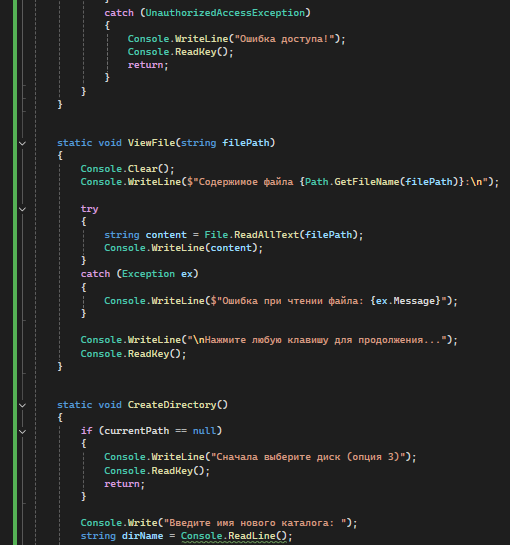 }
catch (UnauthorizedAccessException)
{
Console.WriteLine("Ошибка доступа!");
Console.ReadKey();
return;
}
}
}
static void ViewFile(string filePath)
{
Console.Clear();
Console.WriteLine($"Содержимое файла {Path.GetFileName(filePath)}:\n");
try
{
string content = File.ReadAllText(filePath);
Console.WriteLine(content);
}
catch (Exception ex)
{
Console.WriteLine($"Ошибка при чтении файла: {ex.Message}");
}
Console.WriteLine("\nНажмите любую клавишу для продолжения...");
Console.ReadKey();
}
static void CreateDirectory()
{
if (currentPath == null)
{
Console.WriteLine("Сначала выберите диск (опция 3)");
Console.ReadKey();
return;
}
Console.Write("Введите имя нового каталога: ");
string dirName = Console.ReadLine();